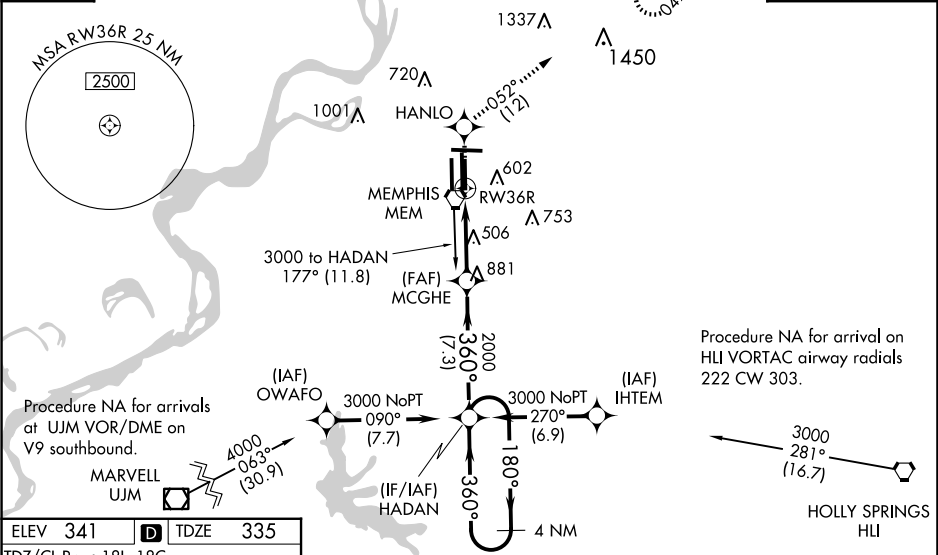 MSA RW36R 25 NM
2500
1337
04
1450
720
1001
HANLO
052°
(12)
602
MEMPHIS
MEM
RW36R
753
506
3000 to HADAN
177° (11.8)
881
(FAF)
MCGHE
2000
360°
(7.3)
Procedure NA for arrival on
HLI VORTAC airway radials
222 CW 303.
(IAF)
OWAFO
3000 NoPT
090°
(7.7)
3000 NoPT
270°
(6.9)
(IAF)
IHTEM
Procedure NA for arrivals
at UJM VOR/DME on
V9 southbound.
4000
063°
(30.9)
MARVELL
UJM
(IF/IAF)
HADAN
360°
180°
4 NM
3000
281°
(16.7)
HOLLY SPRINGS
HLI
ELEV 341
D
TDZE 335